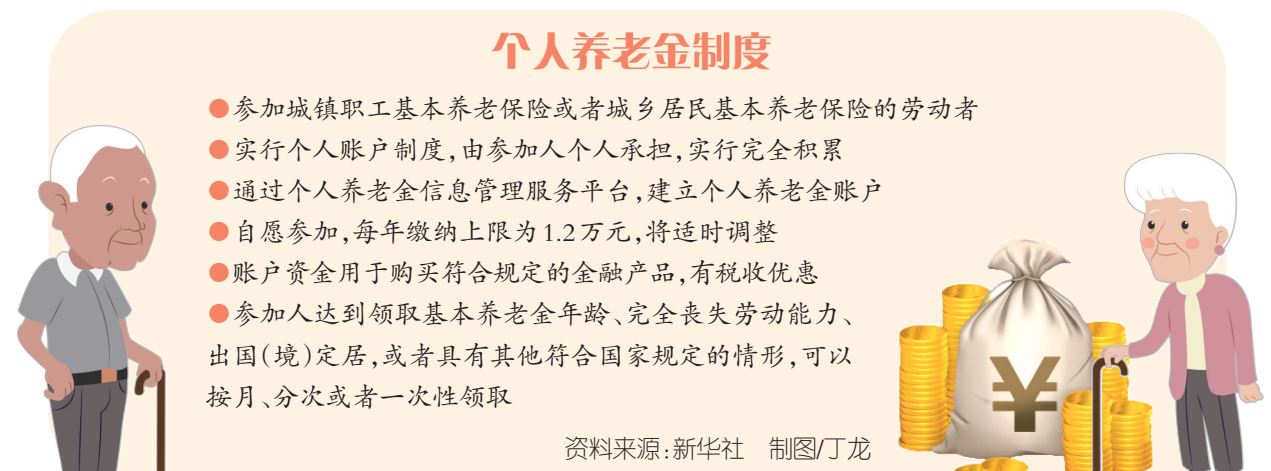 个人养老金制度
●参加城镇职工基本养老保险或者城乡居民基本养老保险的劳动者
●实行个人账户制度,由参加人个人承担,实行完全积累
●通过个人养老金信息管理服务平台,建立个人养老金账户
●自愿参加,每年缴纳上限为1.2万元,将适时调整
●账户资金用于购买符合规定的金融产品,有税收优惠
●参加人达到领取基本养老金年龄、完全丧失劳动能力、
出国(境)定居,或者具有其他符合国家规定的情形,可以
按月、分次或者一次性领取
¥
资料来源:新华社 制图/丁龙